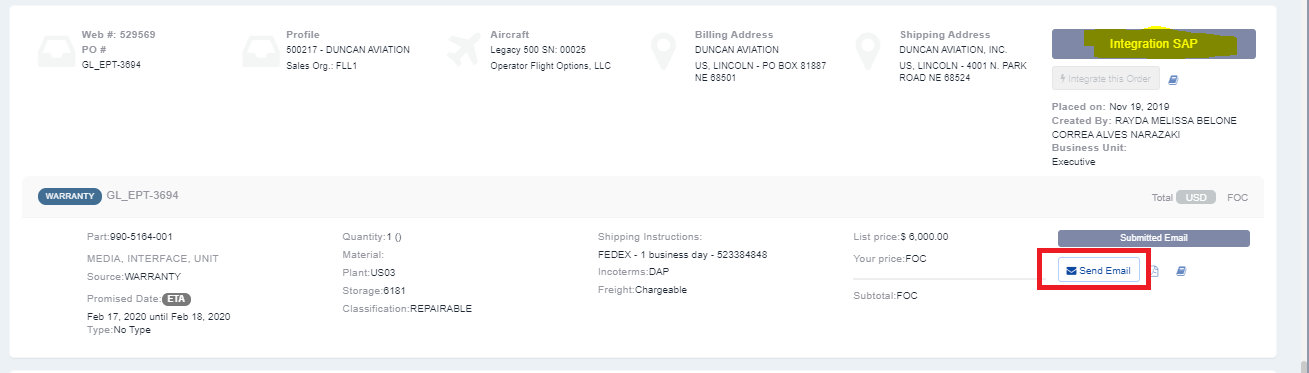 Web #: 529569
PO #
GL_EPT-3694
Profile
500217 - DUNCAN AVIATION
Sales Org.: FLL1
Aircraft
Legacy 500 SN: 00025
Operator Flight Options, LLC
Billing Address
DUNCAN AVIATION
US, LINCOLN - PO BOX 81887
NE 68501
Shipping Address
DUNCAN AVIATION, INC.
US, LINCOLN - 4001 N. PARK
ROAD NE 68524
Integration SAP
Integrate this Order
Placed on: Nov 19, 2019
Created By: RAYDA MELISSA BELONE
CORREA ALVES NARAZAKI
Business Unit:
Executive
WARRANTY GL_EPT-3694
Total USD FOC
Part:990-5164-001
MEDIA, INTERFACE, UNIT
Source:WARRANTY
Promised Date: ETA
Feb 17, 2020 until Feb 18, 2020
Type:No Type
Quantity:1 ()
Material:
Plant:US03
Storage:6181
Classification:REPAIRABLE
Shipping Instructions:
FEDEX - 1 business day - 523384848
Incoterms:DAP
Freight:Chargeable
List price:$ 6,000.00
Your price:FOC
Subtotal:FOC
Submitted Email
Send Email